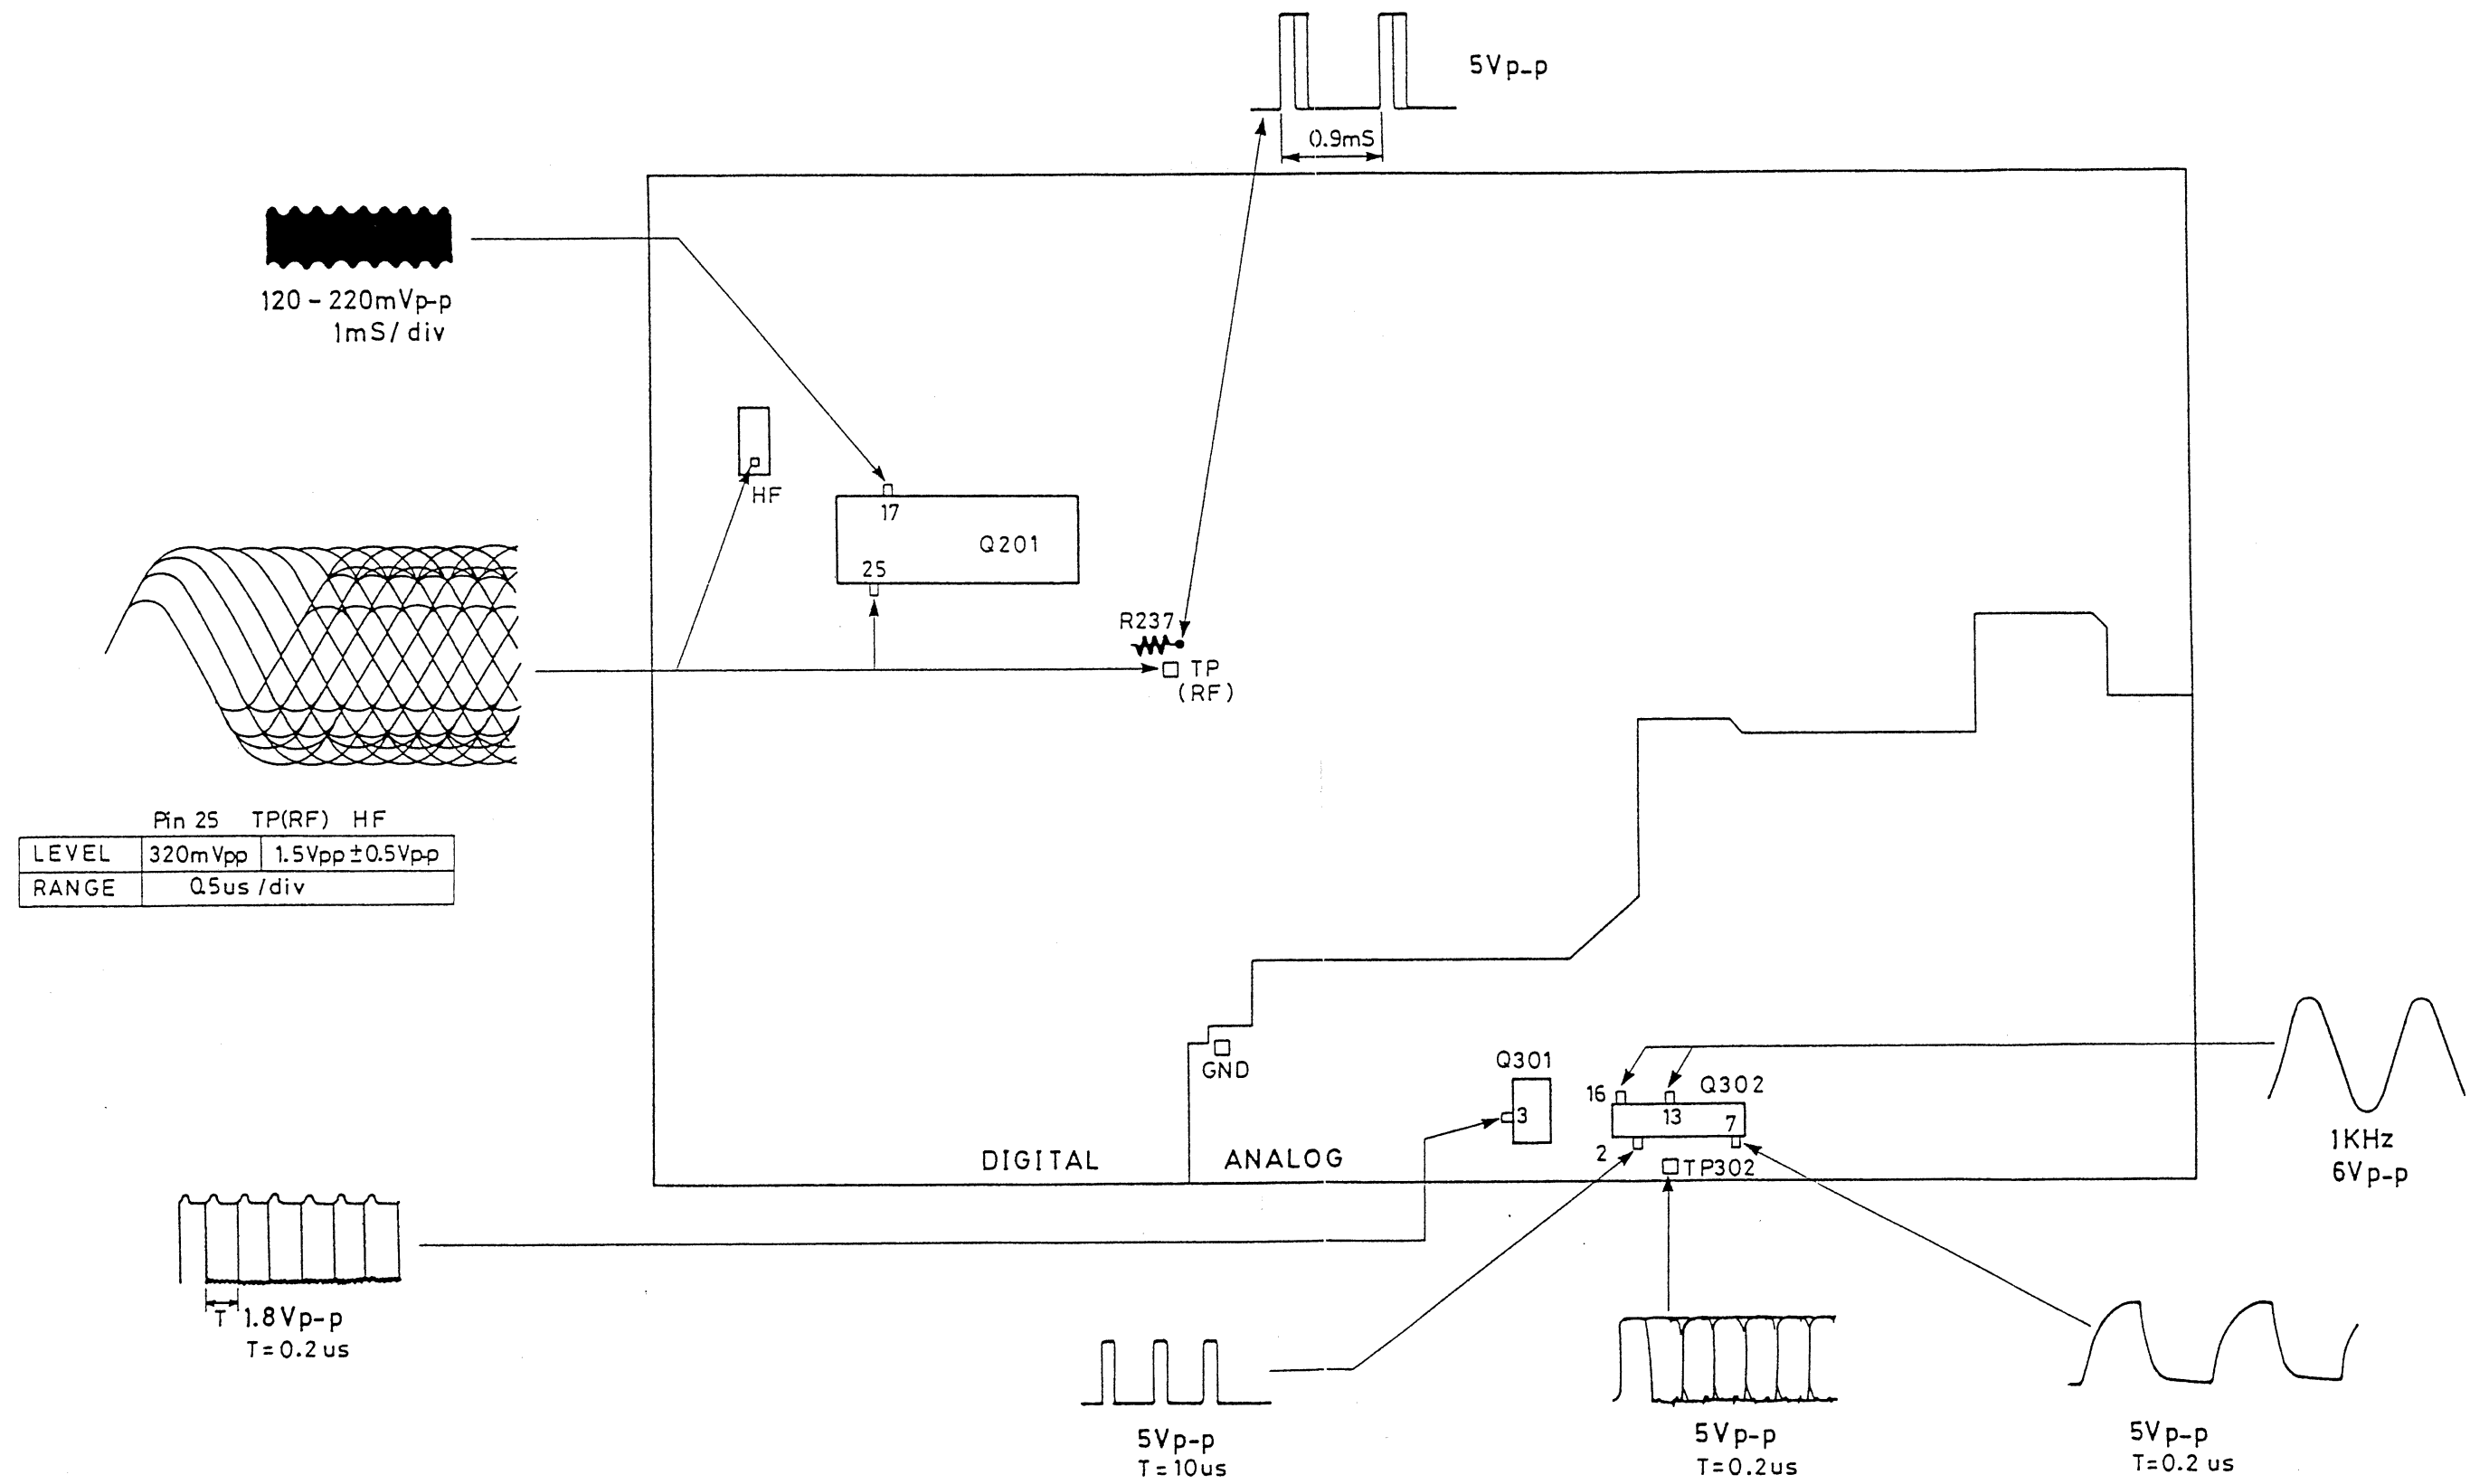 5Vp-p
0.9mS
120-220mVp-p
1mS/div
HF
17
Q201
25
R237
TP
(RF)
Pin 25 TP(RF) HF
LEVEL 320mVpp 1.5Vpp±0.5Vp-p
RANGE 0.5us/div
GND
Q301
3
16
Q302
13
7
2
TP302
DIGITAL
ANALOG
1KHz
6Vp-p
T 1.8Vp-p
T=0.2us
5Vp-p
T=10us
5Vp-p
T=0.2us
5Vp-p
T=0.2us